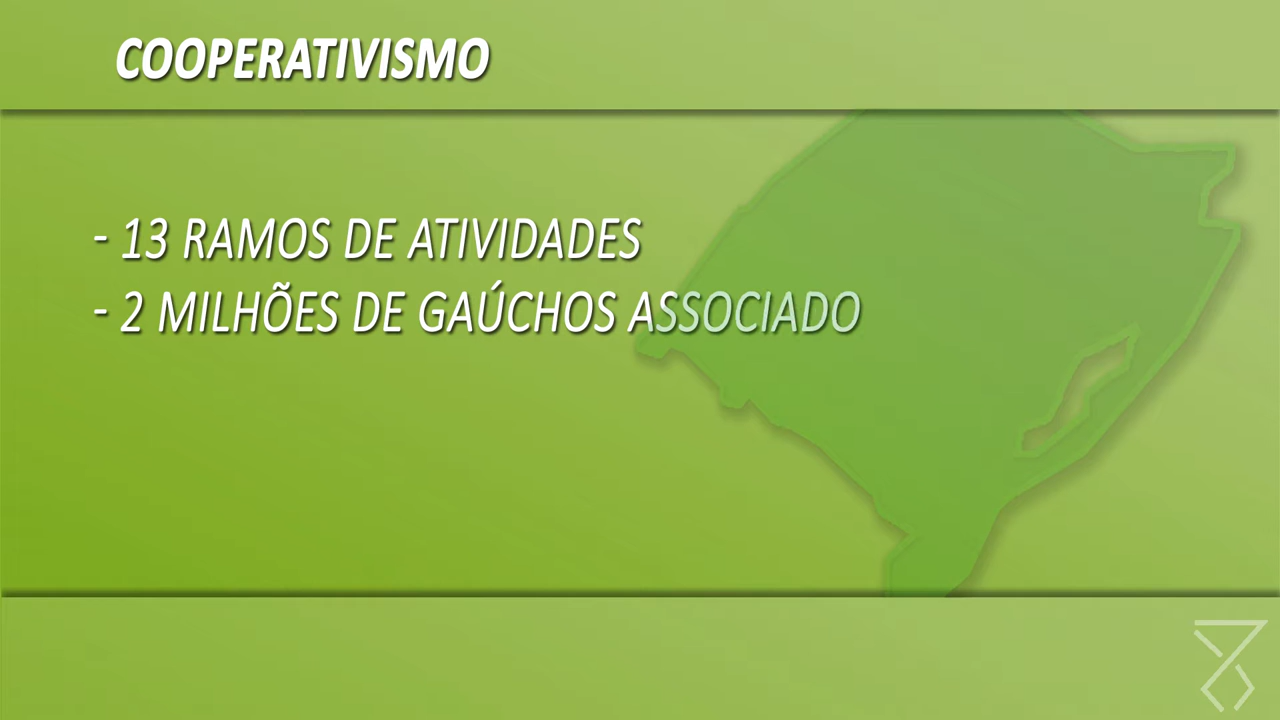 COOPERATIVISMO
- 13 RAMOS DE ATIVIDADES
- 2 MILHÕES DE GAÚCHOS ASSOCIADO